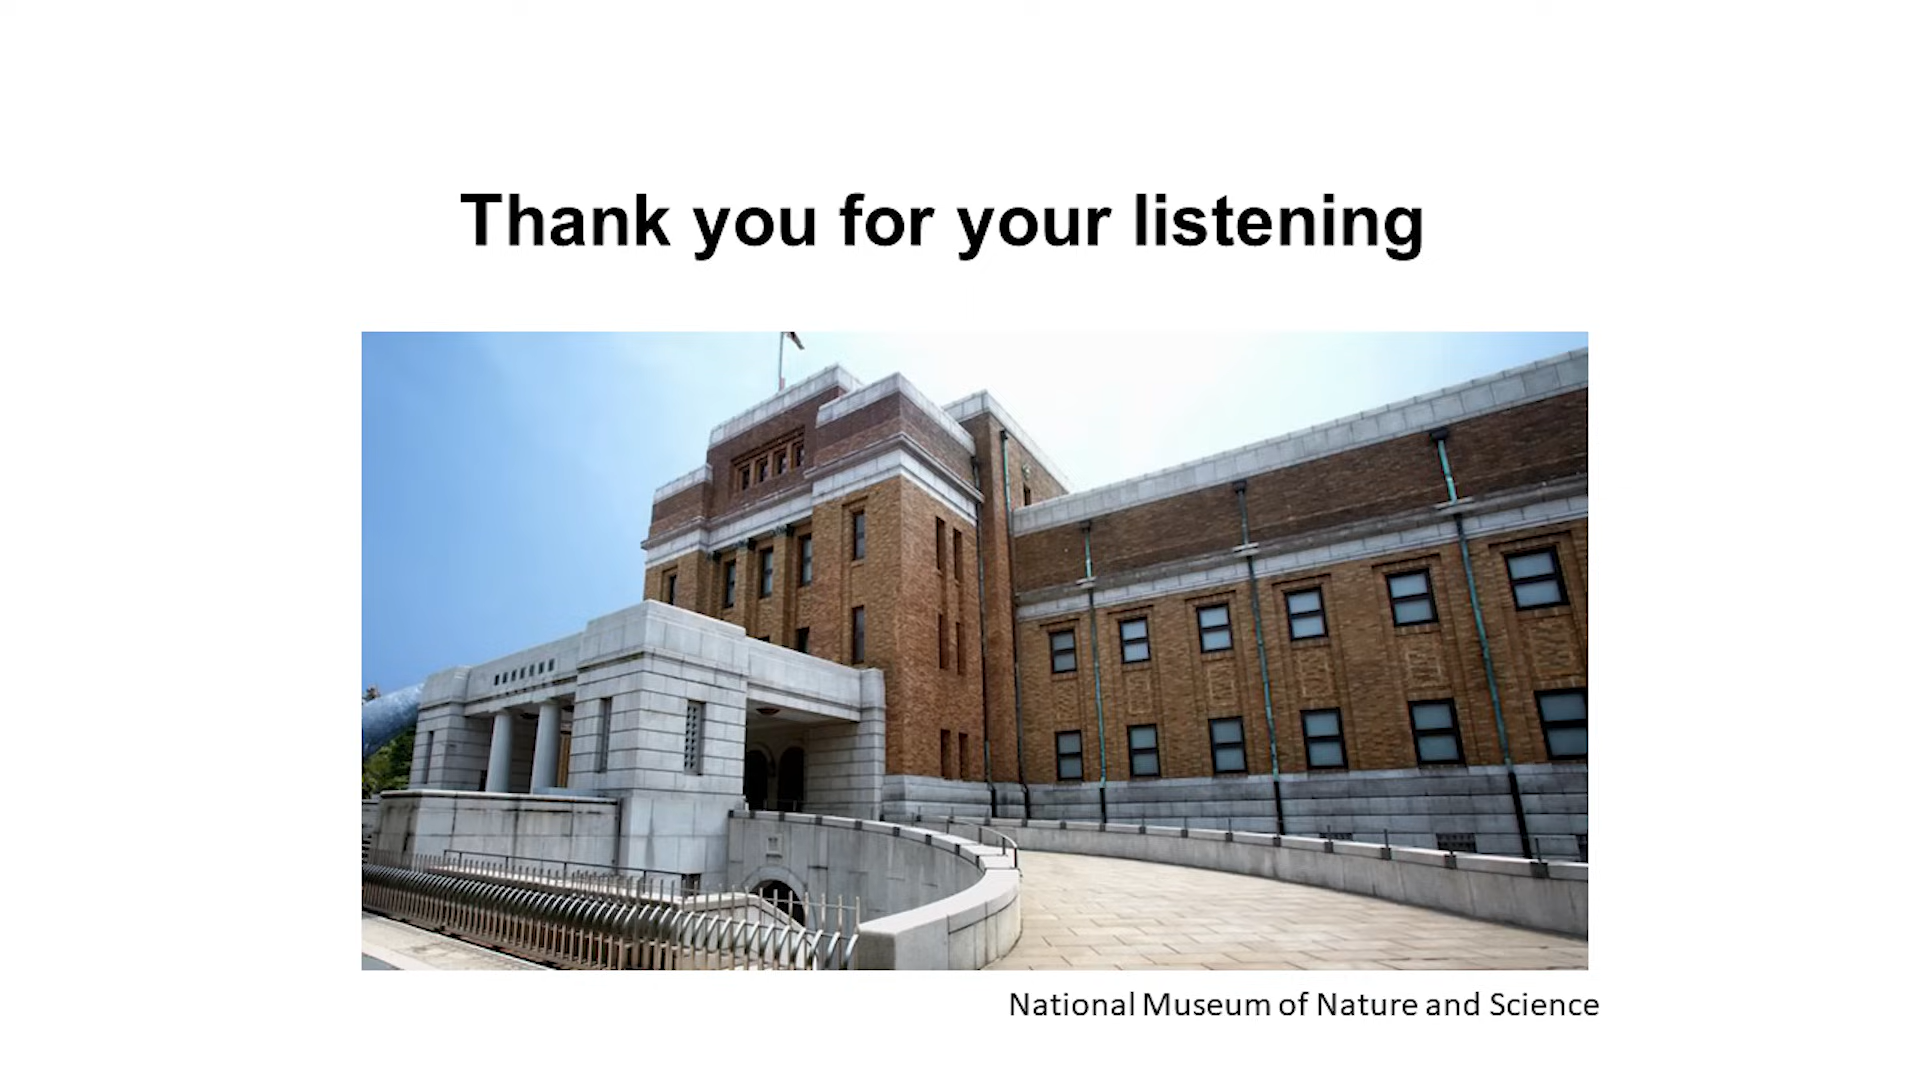 Thank you for your listening
National Museum of Nature and Science